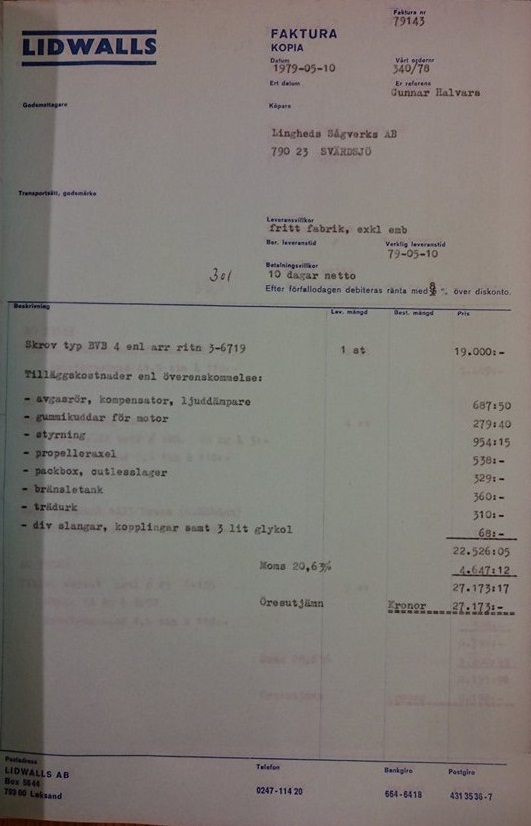 LIDWALLS
FAKTURA
KOPIA
Faktura nr
79143
Datum
1979-05-10
Vårt ordernr
340/78
Ert datum
Er referens
Gunnar Halvars
Godsmottagare
Köpare
Lingheds Sågverks AB
790 23 SVÄRDSJÖ
Transportsätt, godsmärke
Leveransvillkor
fritt fabrik, exkl emb
Ber. leveranstid
Verklig leveranstid
79-05-10
Betalningsvillkor
10 dagar netto
301
Efter förfallodagen debiteras ränta med %, över diskonto.
Beskrivning Lev. mängd Best. mängd Pris
Skrov typ BVB 4 enl arr ritn 3-6719 1 st 19.000:-
Tilläggskostnader enl överenskommelse:
- avgasrör, kompensator, ljuddämpare 687:50
- gummikuddar för motor 279:40
- styrning 954:15
- propelleraxel 538:-
- packbox, cutlesslager 329:-
- bränsletank 360:-
- trädurk 310:-
- div slangar, kopplingar samt 3 lit glykol 68:-
22.526:05
Moms 20,63% 4.647:12
27.173:17
Öresutjämn Kronor 27.173:-
Postadress
LIDWALLS AB
Box 5044
793 00 Leksand
Telefon
0247-114 20
Bankgiro
664-6418
Postgiro
431 35 36-7